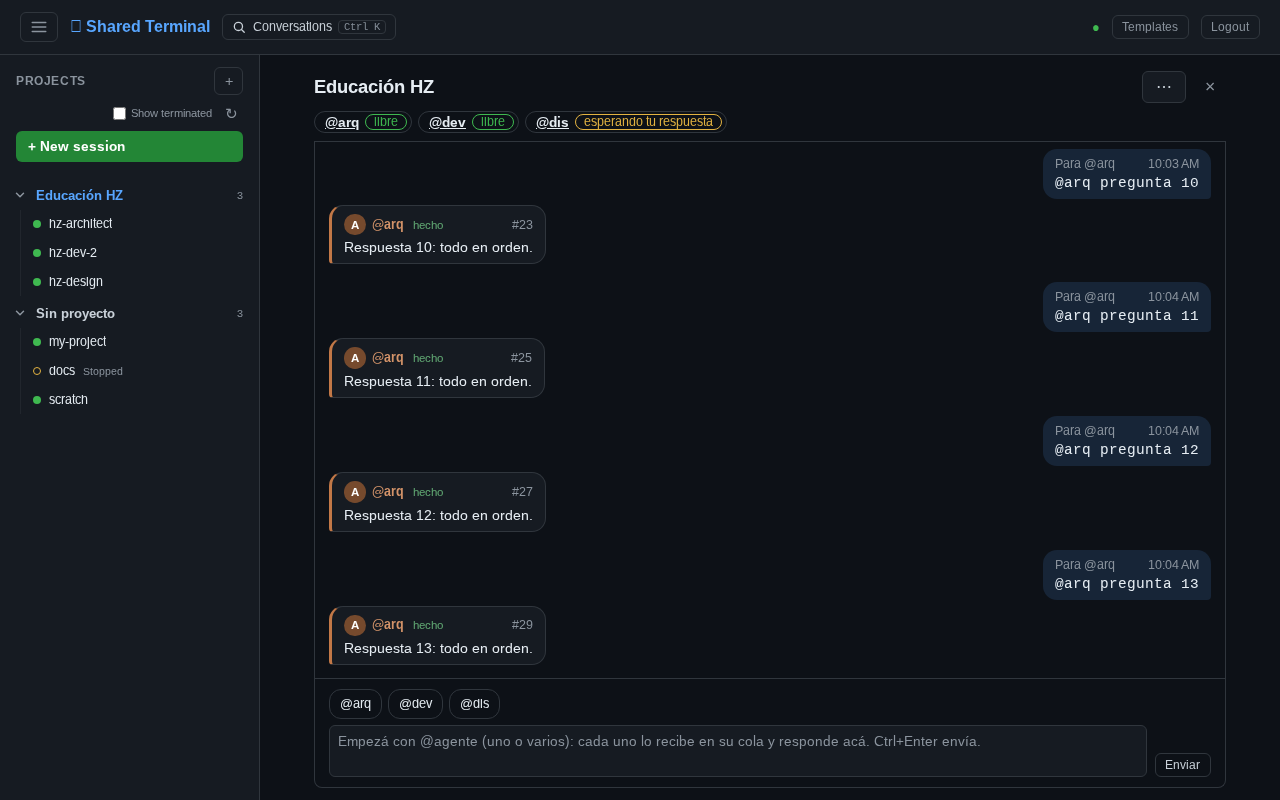 Shared Terminal
Conversations Ctrl K
Templates
Logout
PROJECTS
+
Show terminated ↻
+ New session
Educación HZ 3
hz-architect
hz-dev-2
hz-design
Sin proyecto 3
my-project
docs Stopped
scratch
Educación HZ
⋯ ×
@arq libre @dev libre @dis esperando tu respuesta
Para @arq 10:03 AM
@arq pregunta 10
A @arq hecho #23
Respuesta 10: todo en orden.
Para @arq 10:04 AM
@arq pregunta 11
A @arq hecho #25
Respuesta 11: todo en orden.
Para @arq 10:04 AM
@arq pregunta 12
A @arq hecho #27
Respuesta 12: todo en orden.
Para @arq 10:04 AM
@arq pregunta 13
A @arq hecho #29
Respuesta 13: todo en orden.
@arq @dev @dis
Empezá con @agente (uno o varios): cada uno lo recibe en su cola y responde acá. Ctrl+Enter envía.
Enviar